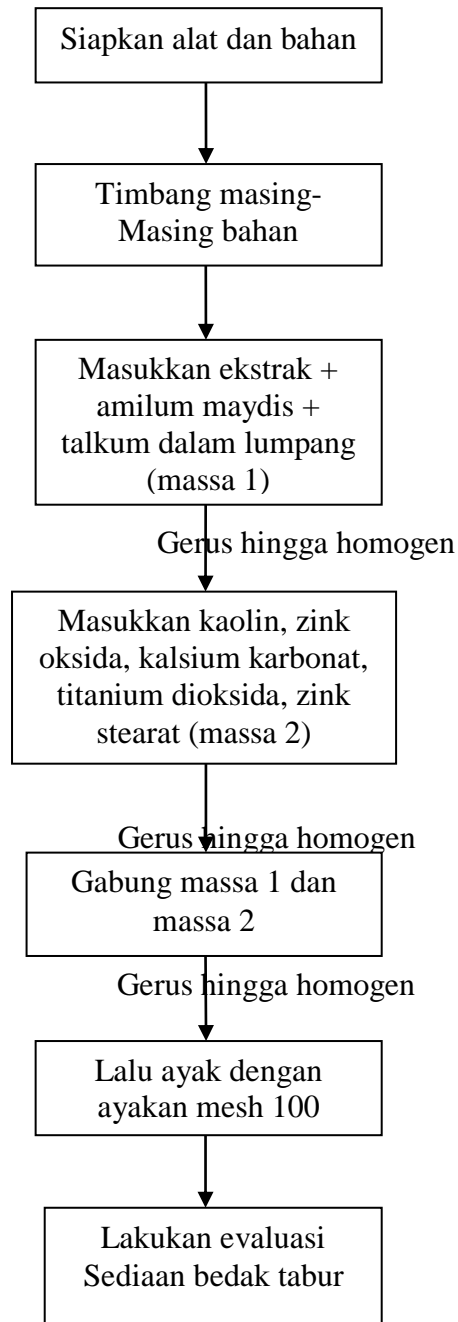 Siapkan alat dan bahan
Timbang masing-
Masing bahan
Masukkan ekstrak +
amilum maydis +
talkum dalam lumpang
(massa 1)
Gerus hingga homogen
Masukkan kaolin, zink
oksida, kalsium karbonat,
titanium dioksida, zink
stearat (massa 2)
Gerus hingga homogen
Gabung massa 1 dan
massa 2
Gerus hingga homogen
Lalu ayak dengan
ayakan mesh 100
Lakukan evaluasi
Sediaan bedak tabur